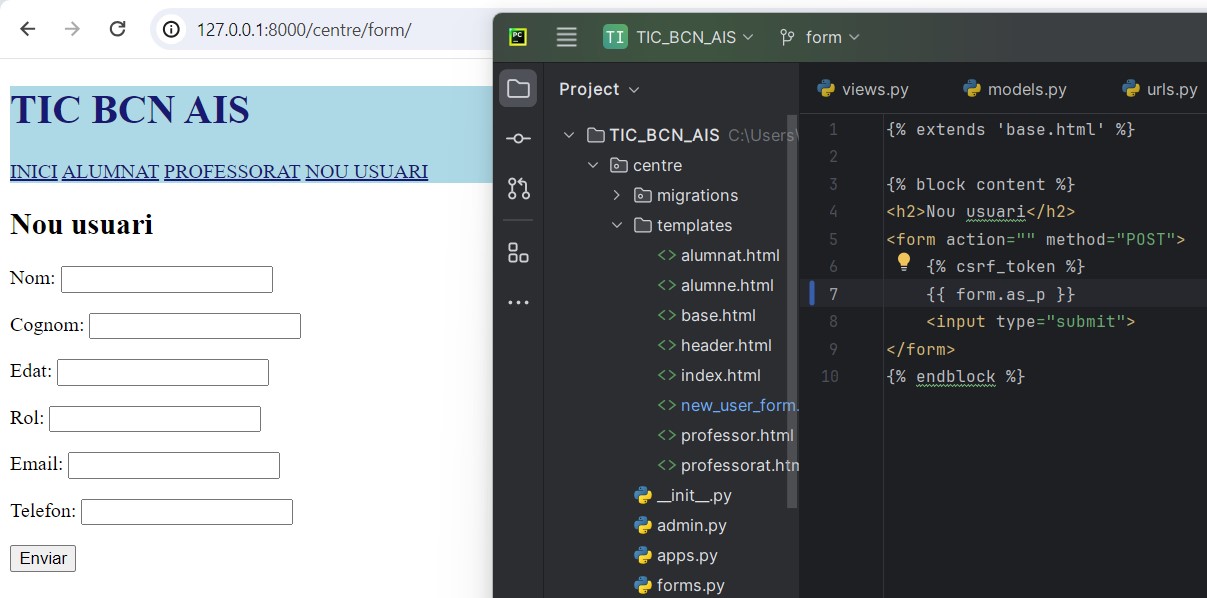 127.0.0.1:8000/centre/form/
TIC BCN AIS
INICI ALUMNAT PROFESSORAT NOU USUARI
Nou usuari
Nom:
Cognom:
Edat:
Rol:
Email:
Telefon:
Enviar
PC
TI TIC_BCN_AIS form
Project
TIC_BCN_AIS C:\Users\
centre
migrations
templates
<> alumnat.html
<> alumne.html
<> base.html
<> header.html
<> index.html
<> new_user_form.
<> professor.html
<> professorat.htm
__init__.py
admin.py
apps.py
forms.py
views.py models.py urls.py
1 {% extends 'base.html' %}
2
3 {% block content %}
4 <h2>Nou usuari</h2>
5 <form action="" method="POST">
6 {% csrf_token %}
7 {{ form.as_p }}
8 <input type="submit">
9 </form>
10 {% endblock %}